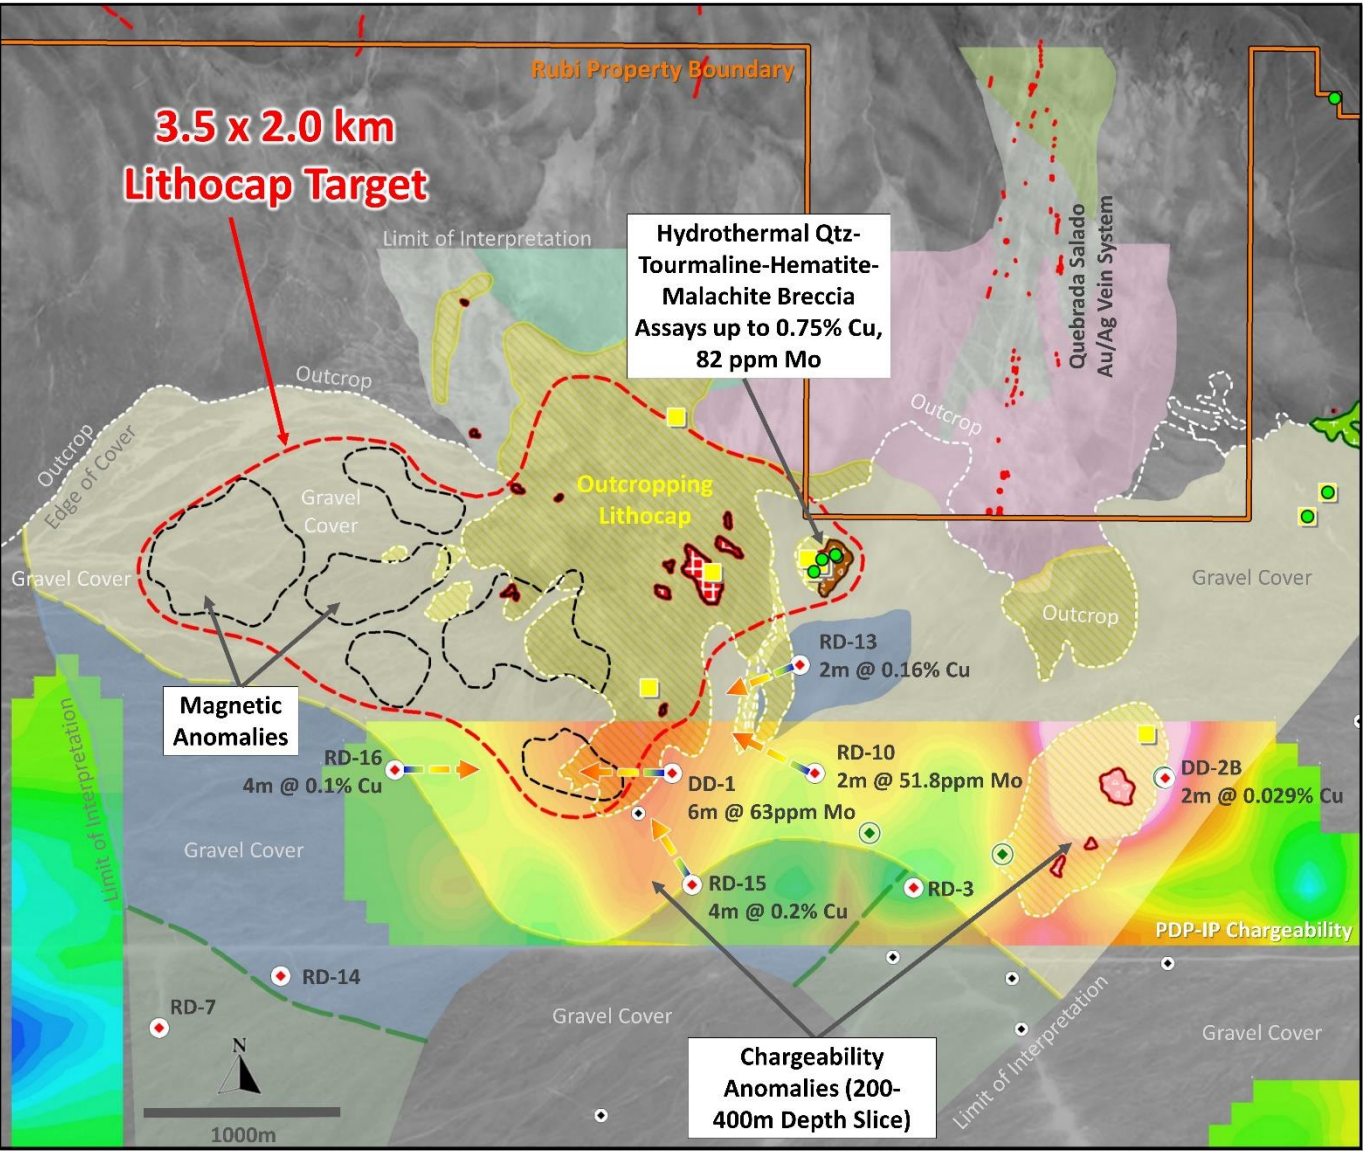 Rubi Property Boundary
3.5 x 2.0 km
Lithocap Target
Limit of Interpretation
Hydrothermal Qtz-
Tourmaline-Hematite-
Malachite Breccia
Assays up to 0.75% Cu,
82 ppm Mo
Quebrada Salado
Au/Ag Vein System
Outcrop
Outcrop
Outcrop
Edge of Cover
Gravel
Cover
Outcropping
Lithocap
Gravel Cover
Gravel Cover
Outcrop
RD-13
2m @ 0.16% Cu
Magnetic
Anomalies
Limit of Interpretation
RD-16
4m @ 0.1% Cu
RD-10
2m @ 51.8ppm Mo
DD-1
6m @ 63ppm Mo
DD-2B
2m @ 0.029% Cu
Gravel Cover
RD-15
4m @ 0.2% Cu
RD-3
PDP-IP Chargeability
RD-14
RD-7
Gravel Cover
Gravel Cover
Limit of Interpretation
N
1000m
Chargeability
Anomalies (200-
400m Depth Slice)